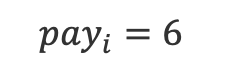 payᵢ = 6